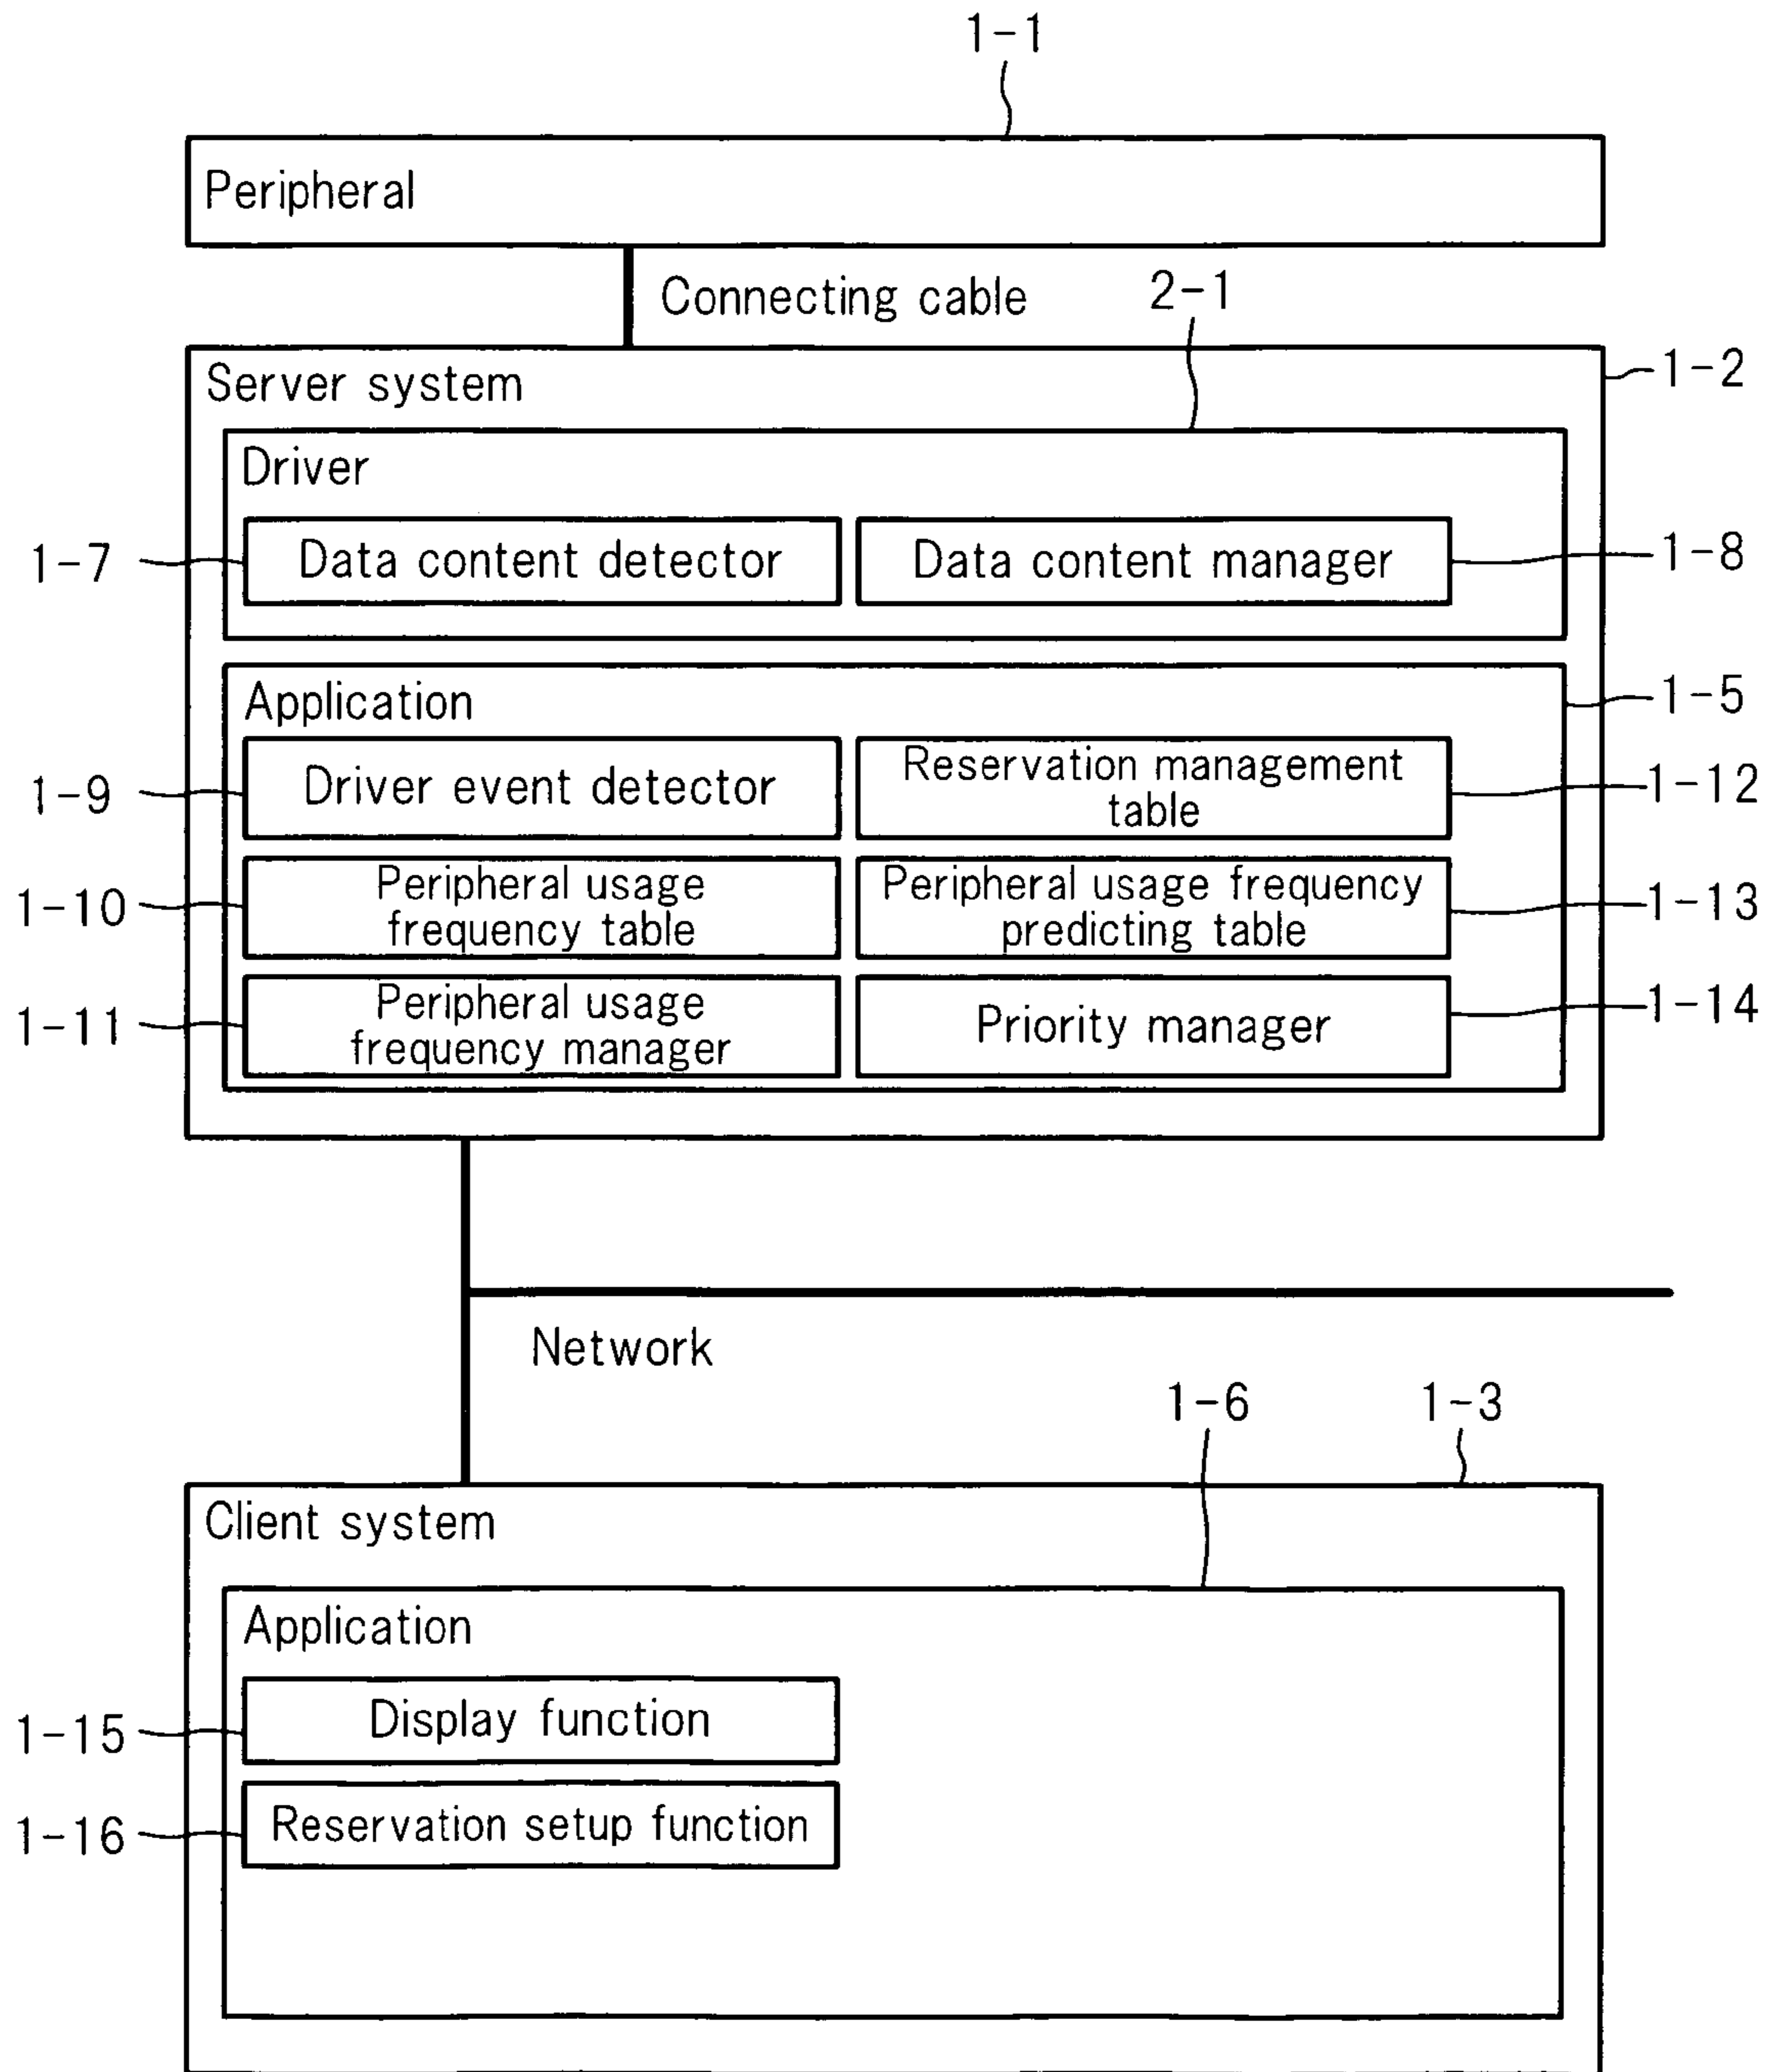 1-1
Peripheral
Connecting cable
2-1
Server system
1-2
Driver
1-7
Data content detector
Data content manager
1-8
Application
1-5
1-9
Driver event detector
Reservation management
table
1-12
1-10
Peripheral usage
frequency table
Peripheral usage frequency
predicting table
1-13
1-11
Peripheral usage
frequency manager
Priority manager
1-14
Network
1-6
1-3
Client system
Application
1-15
Display function
1-16
Reservation setup function